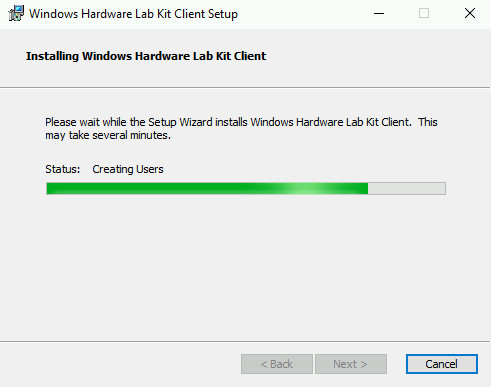 Windows Hardware Lab Kit Client Setup
Installing Windows Hardware Lab Kit Client
Please wait while the Setup Wizard installs Windows Hardware Lab Kit Client. This
may take several minutes.
Status: Creating Users
< Back Next > Cancel